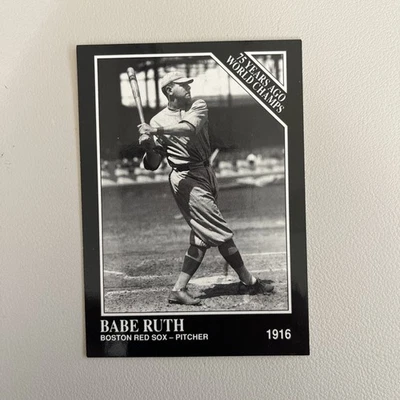 75 YEARS AGO
WORLD CHAMPS
BABE RUTH
BOSTON RED SOX – PITCHER
1916